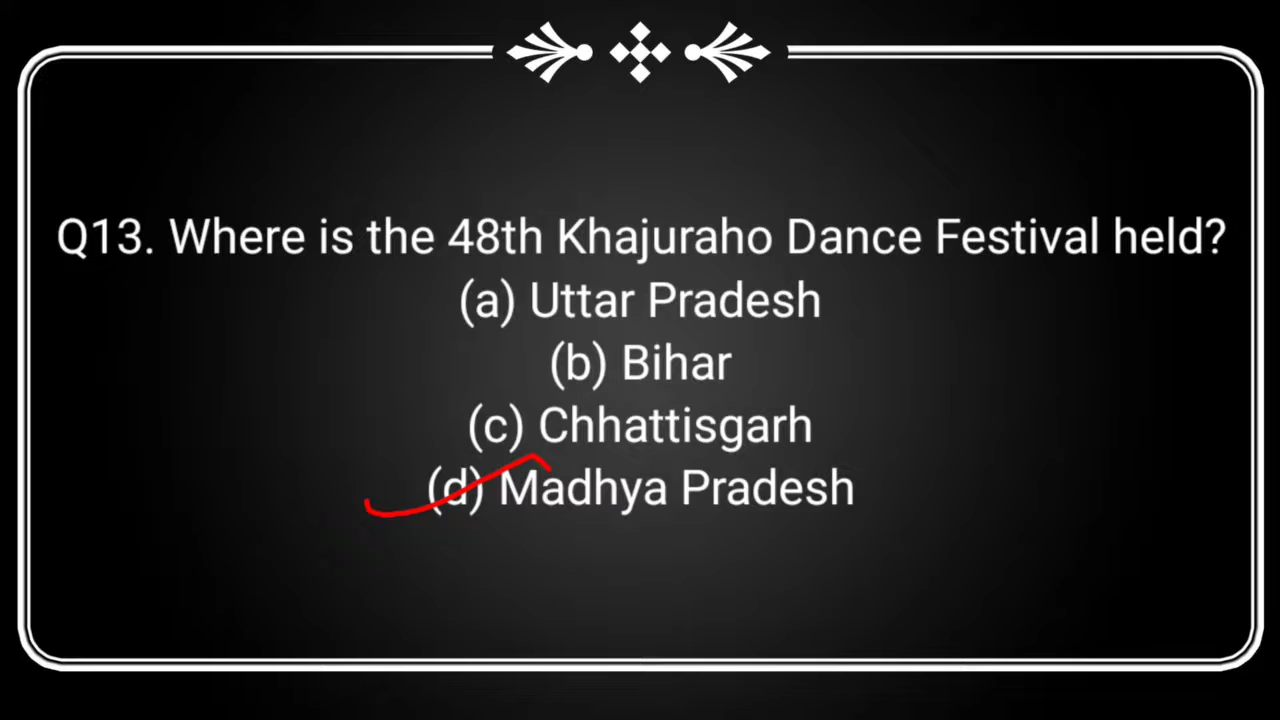 Q13. Where is the 48th Khajuraho Dance Festival held?
(a) Uttar Pradesh
(b) Bihar
(c) Chhattisgarh
(d) Madhya Pradesh